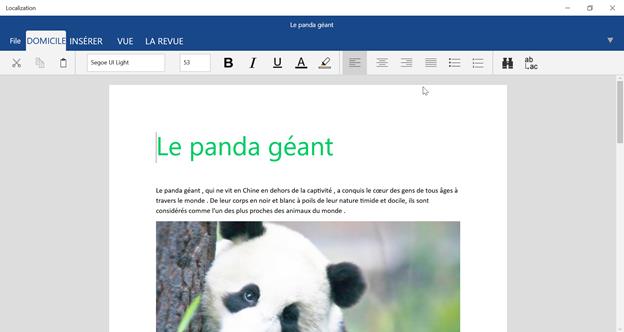 Localization
Le panda géant
File DOMICILE INSÉRER VUE LA REVUE
Segoe UI Light 53 B I U A ab ac
Le panda géant
Le panda géant , qui ne vit en Chine en dehors de la captivité , a conquis le cœur des gens de tous âges à
travers le monde . De leur corps en noir et blanc à poils de leur nature timide et docile, ils sont
considérés comme l'un des plus proches des animaux du monde .